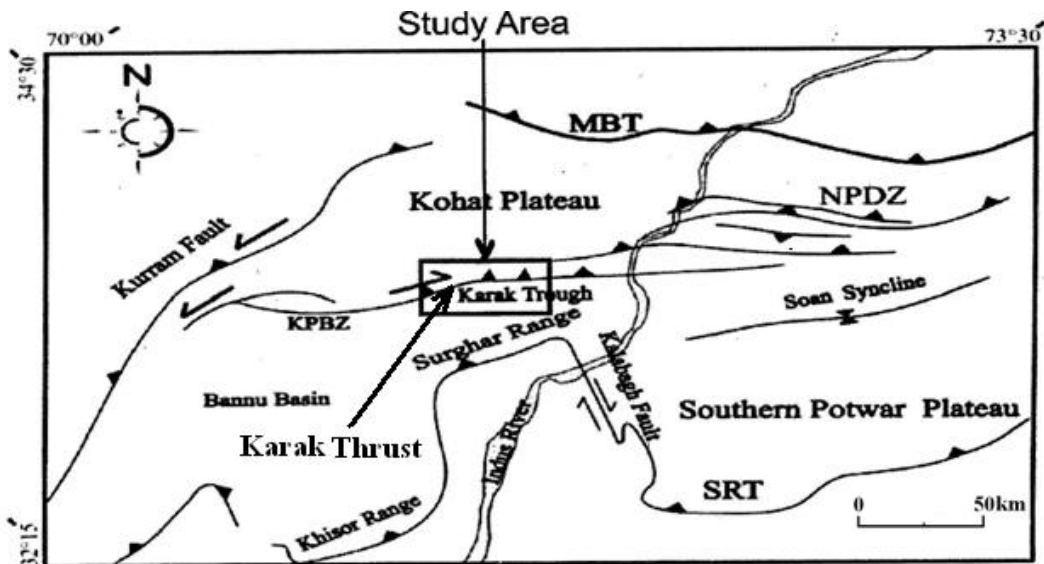 Study Area
70°00'
73°30'
34°30
N
MBT
Kohat Plateau
NPDZ
Kurram Fault
Karak Trough
KPBZ
Soan Syncline
Surghar Range
Kalabagh Fault
Bannu Basin
Southern Potwar Plateau
Karak Thrust
Indus River
SRT
Khisor Range
0 50km
32°15